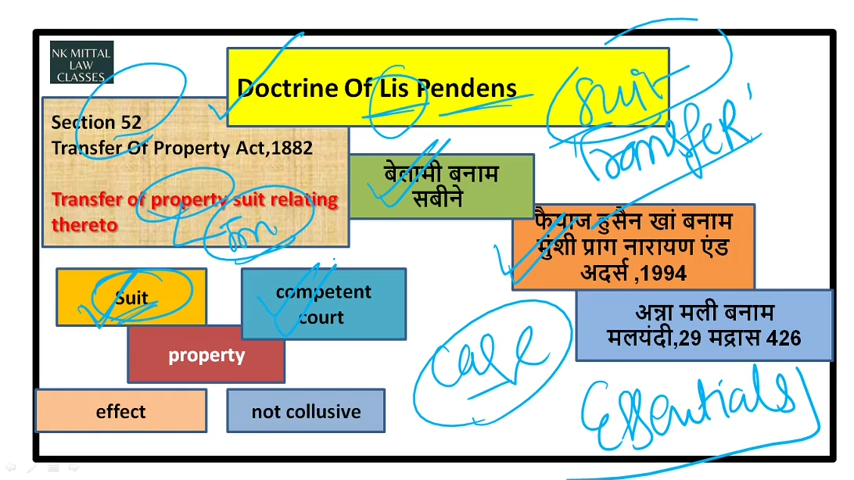 NK MITTAL
LAW
CLASSES
Doctrine Of Lis Pendens
Suit
Transfer
Section 52
Transfer Of Property Act,1882
Transfer of property suit relating
thereto
Im
बेलामी बनाम
सबीने
फैयाज हुसैन खां बनाम
मुंशी प्राग नारायण एंड
अदर्स ,1994
Suit
competent
court
अन्ना मली बनाम
मलयंदी,29 मद्रास 426
property
case
effect
not collusive
Essentials